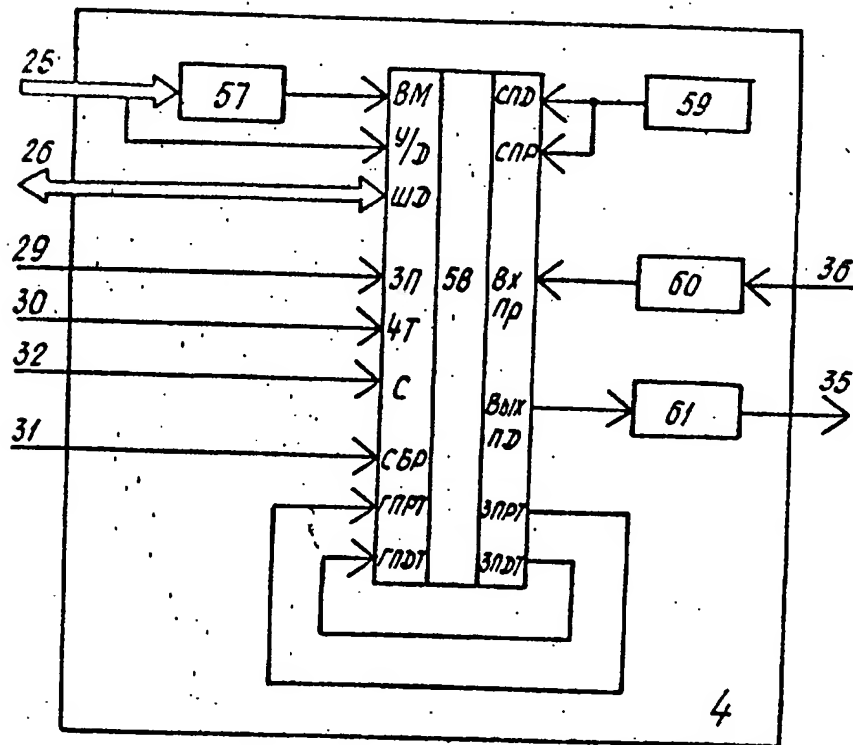 25
57
ВМ
СПД
59
У/Д
СПР
26
ШД
29
ЗП
58
ВХ
ПР
60
36
30
ЧТ
32
С
ВЫХ
ПД
61
35
31
СБР
ГПРТ
ЗПРТ
ГПДТ
ЗПДТ
4